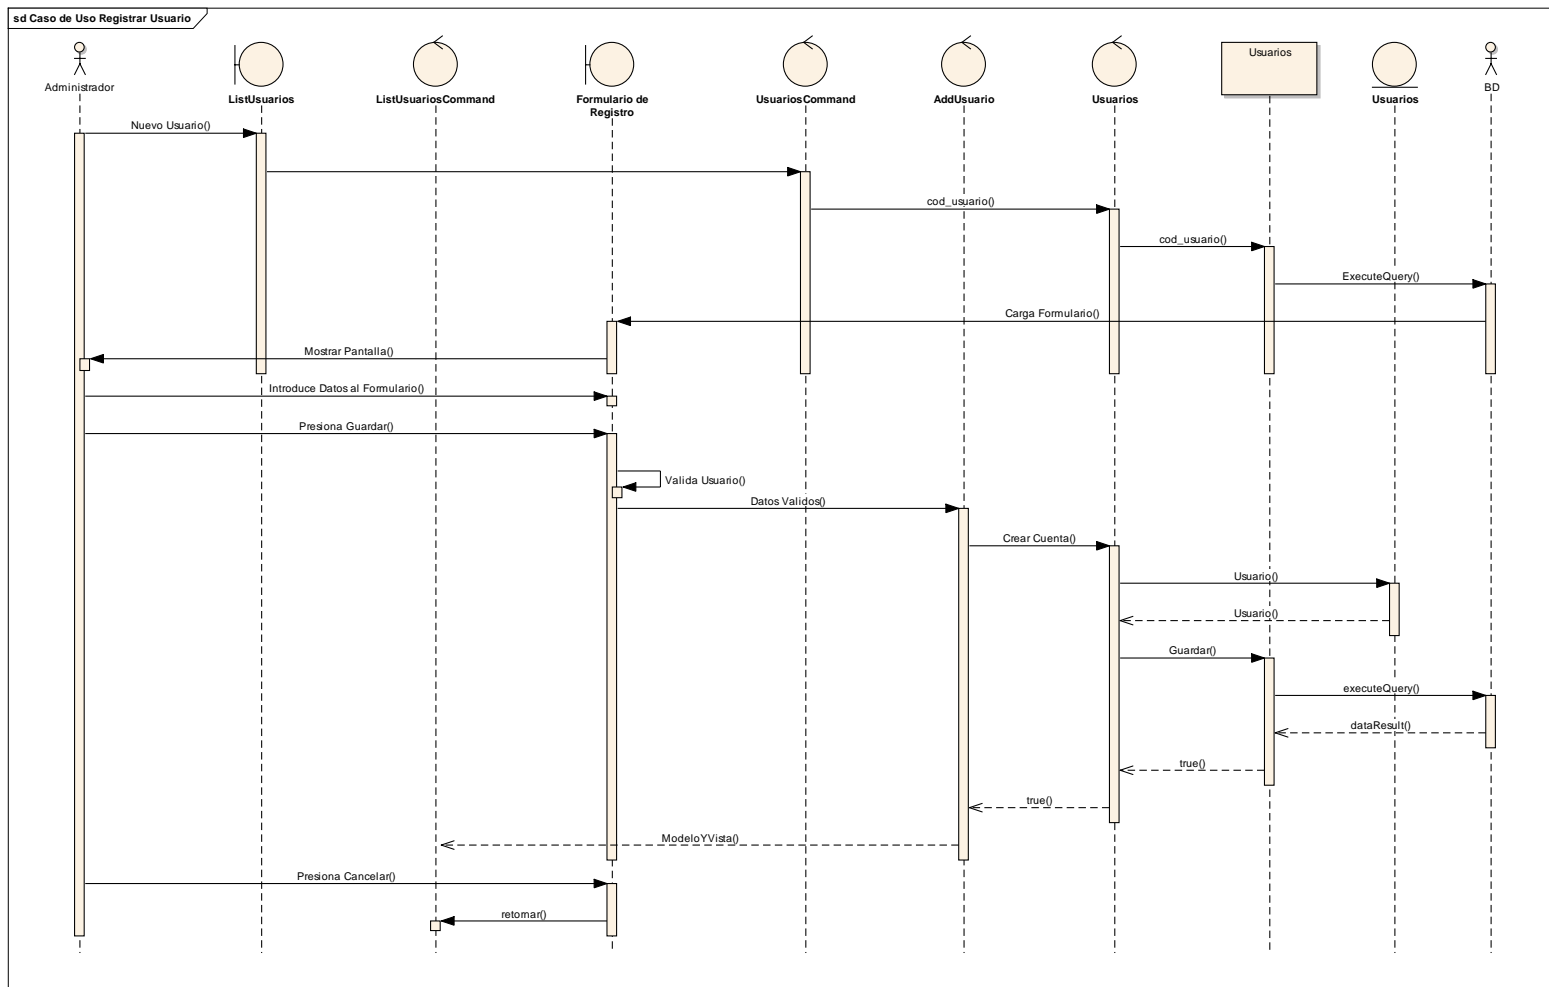 sd Caso de Uso Registrar Usuario
Administrador
ListUsuarios
ListUsuariosCommand
Formulario de
Registro
UsuariosCommand
AddUsuario
Usuarios
Usuarios
Usuarios
BD
Nuevo Usuario()
cod_usuario()
cod_usuario()
ExecuteQuery()
Carga Formulario()
Mostrar Pantalla()
Introduce Datos al Formulario()
Presiona Guardar()
Valida Usuario()
Datos Validos()
Crear Cuenta()
Usuario()
Usuario()
Guardar()
executeQuery()
dataResult()
true()
true()
ModeloYVista()
Presiona Cancelar()
retornar()